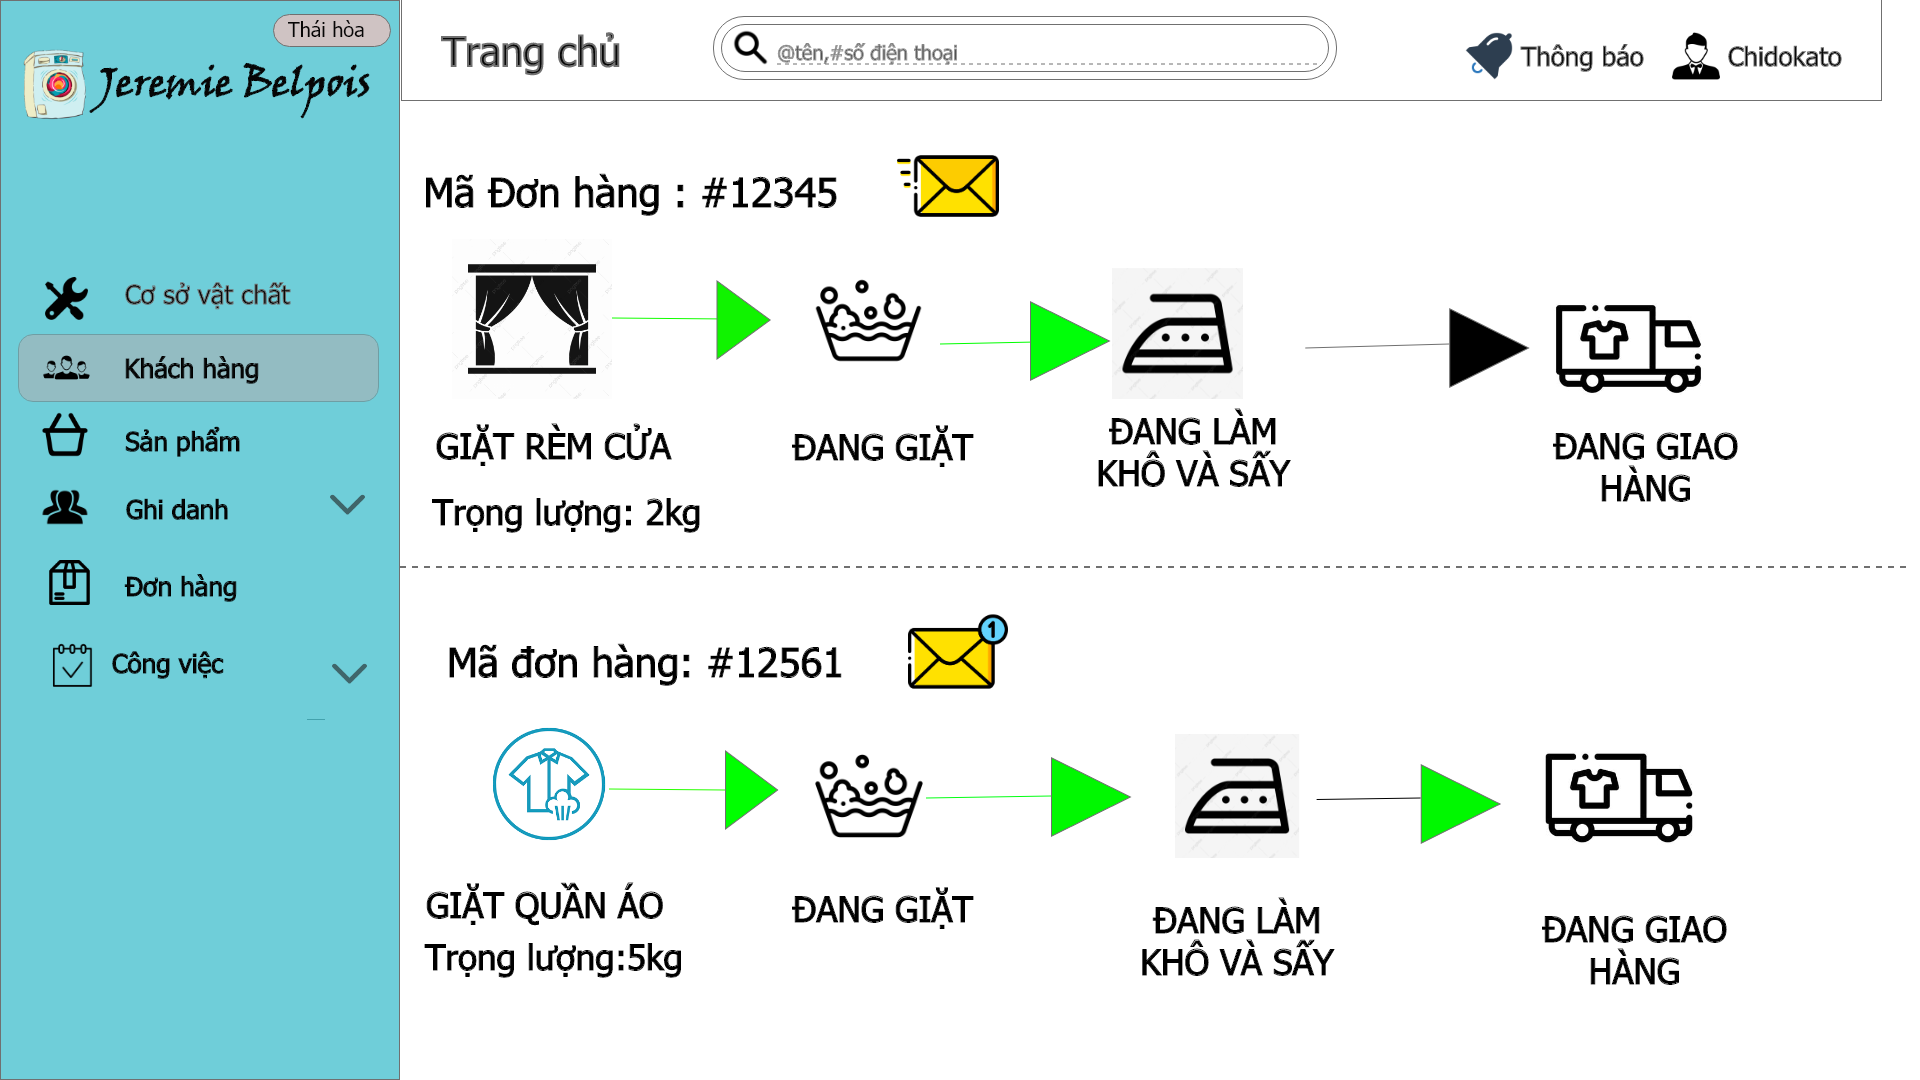 Thái hòa
Jeremie Belpois
Trang chủ
@tên,#số điện thoại
Thông báo
Chidokato
Cơ sở vật chất
Khách hàng
Sản phẩm
Ghi danh
Đơn hàng
Công việc
Mã Đơn hàng : #12345
GIẶT RÈM CỬA
Trọng lượng: 2kg
ĐANG GIẶT
ĐANG LÀM
KHÔ VÀ SẤY
ĐANG GIAO
HÀNG
Mã đơn hàng: #12561
1
GIẶT QUẦN ÁO
Trọng lượng:5kg
ĐANG GIẶT
ĐANG LÀM
KHÔ VÀ SẤY
ĐANG GIAO
HÀNG